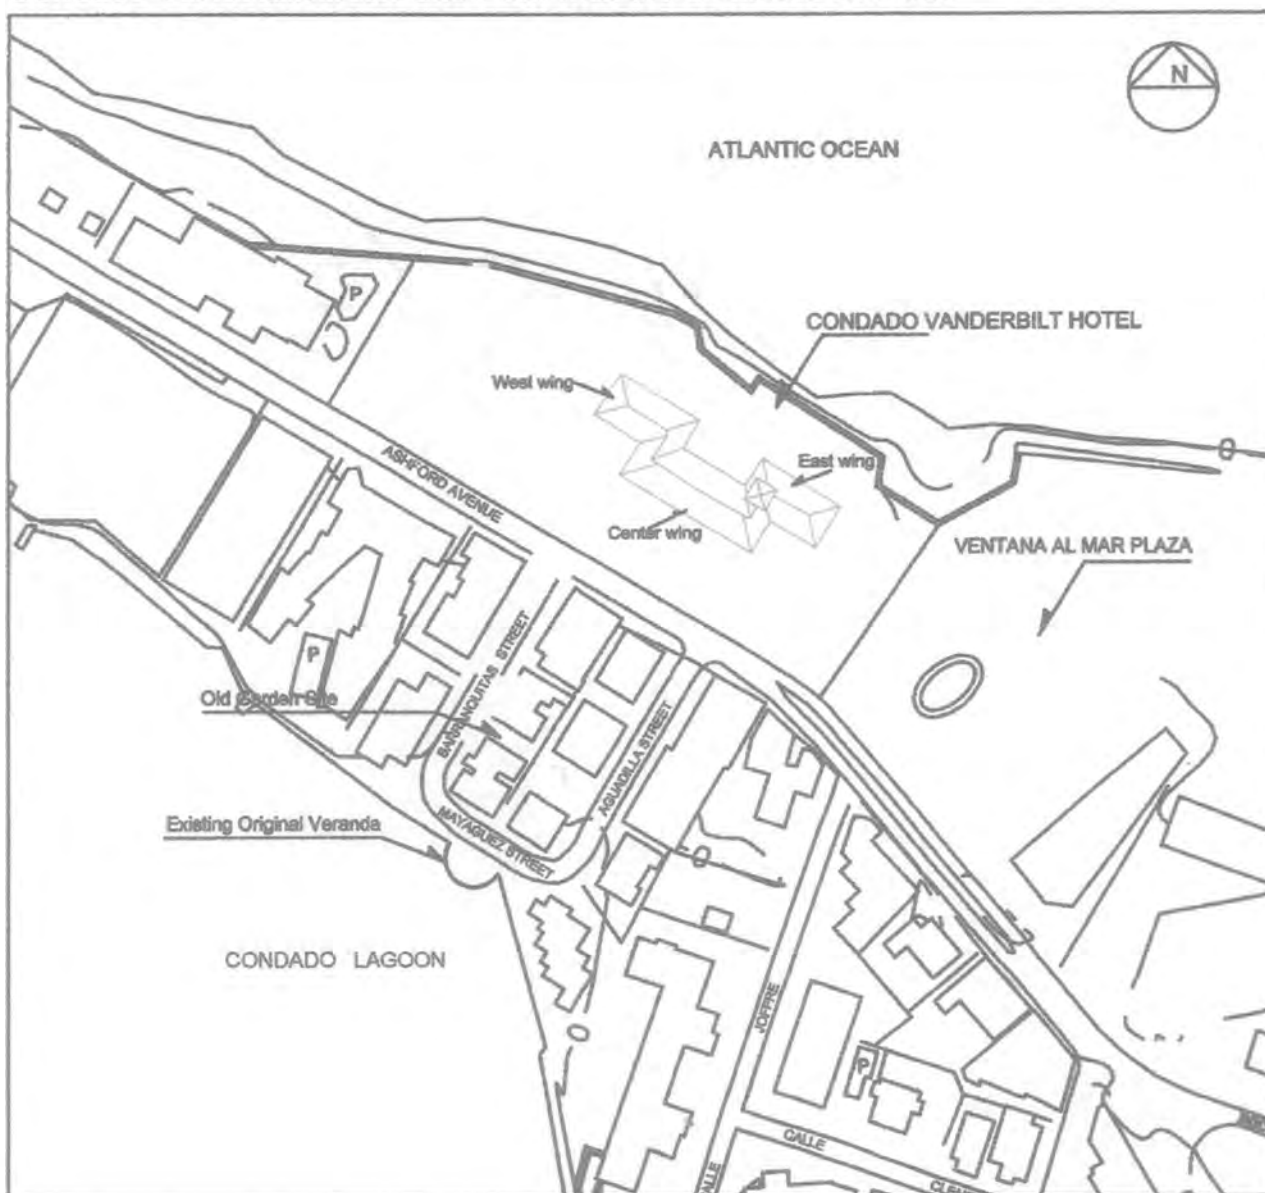 N
ATLANTIC OCEAN
P
CONDADO VANDERBILT HOTEL
West wing
ASHFORD AVENUE
East wing
Center wing
VENTANA AL MAR PLAZA
P
Old Garden Site
BARRANQUITAS STREET
AGUADILLA STREET
Existing Original Veranda
MAYAGUEZ STREET
CONDADO LAGOON
JOFFRE
P
CALLE
CALLE